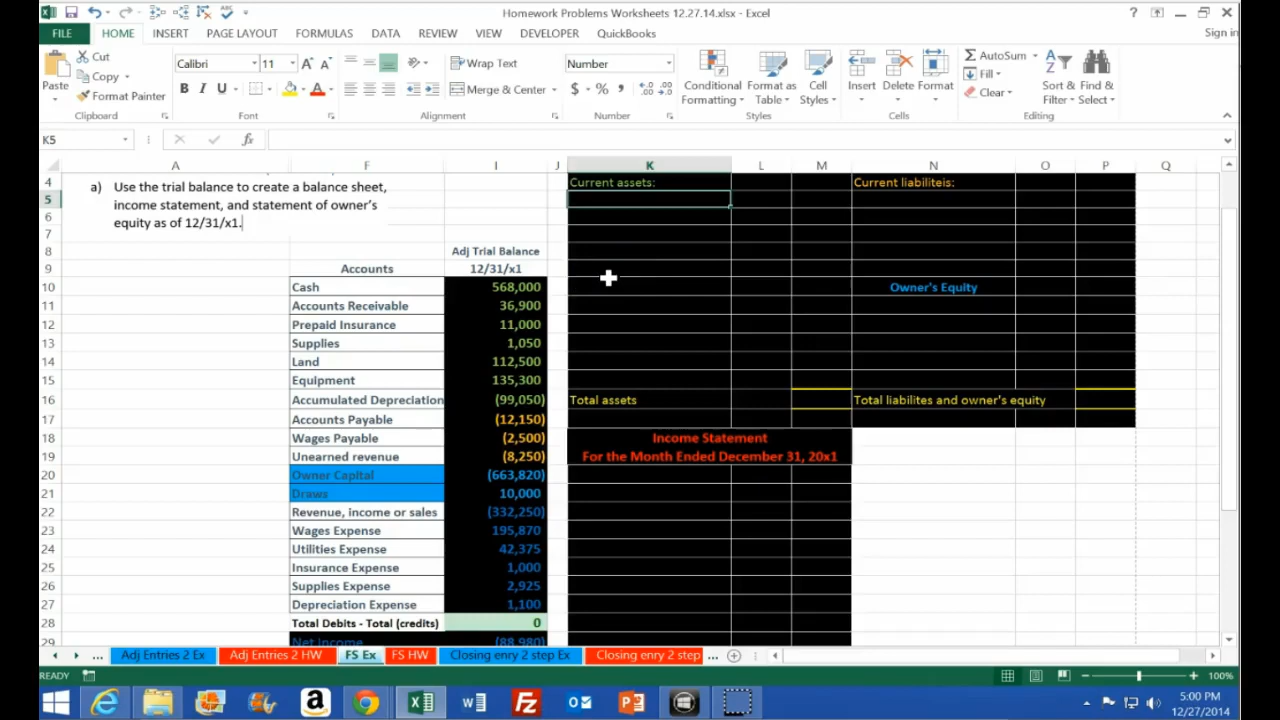 Homework Problems Worksheets 12.27.14.xlsx - Excel
Sign in
FILE HOME INSERT PAGE LAYOUT FORMULAS DATA REVIEW VIEW DEVELOPER QuickBooks
Paste
Cut
Copy
Format Painter
Calibri 11
B I U
Wrap Text
Merge & Center
Number
$ % ,
Conditional Formatting
Format as Table
Cell Styles
Insert Delete Format
AutoSum
Fill
Clear
Sort & Filter
Find & Select
Clipboard Font Alignment Number Styles Cells Editing
K5 fx
A F I J K L M N O P Q
4 Current assets: Current liabiliteis:
a) Use the trial balance to create a balance sheet,
5 income statement, and statement of owner's
6 equity as of 12/31/x1.
7
8 Adj Trial Balance
9 Accounts 12/31/x1
10 Cash 568,000 Owner's Equity
11 Accounts Receivable 36,900
12 Prepaid Insurance 11,000
13 Supplies 1,050
14 Land 112,500
15 Equipment 135,300
16 Accumulated Depreciation (99,050) Total assets Total liabilites and owner's equity
17 Accounts Payable (12,150)
18 Wages Payable (2,500) Income Statement
19 Unearned revenue (8,250) For the Month Ended December 31, 20x1
20 Owner Capital (663,820)
21 Draws 10,000
22 Revenue, income or sales (332,250)
23 Wages Expense 195,870
24 Utilities Expense 42,375
25 Insurance Expense 1,000
26 Supplies Expense 2,925
27 Depreciation Expense 1,100
28 Total Debits - Total (credits) 0
29 Net Income (88,980)
... Adj Entries 2 Ex Adj Entries 2 HW FS Ex FS HW Closing enry 2 step Ex Closing enry 2 step ...
READY 100%
5:00 PM
12/27/2014